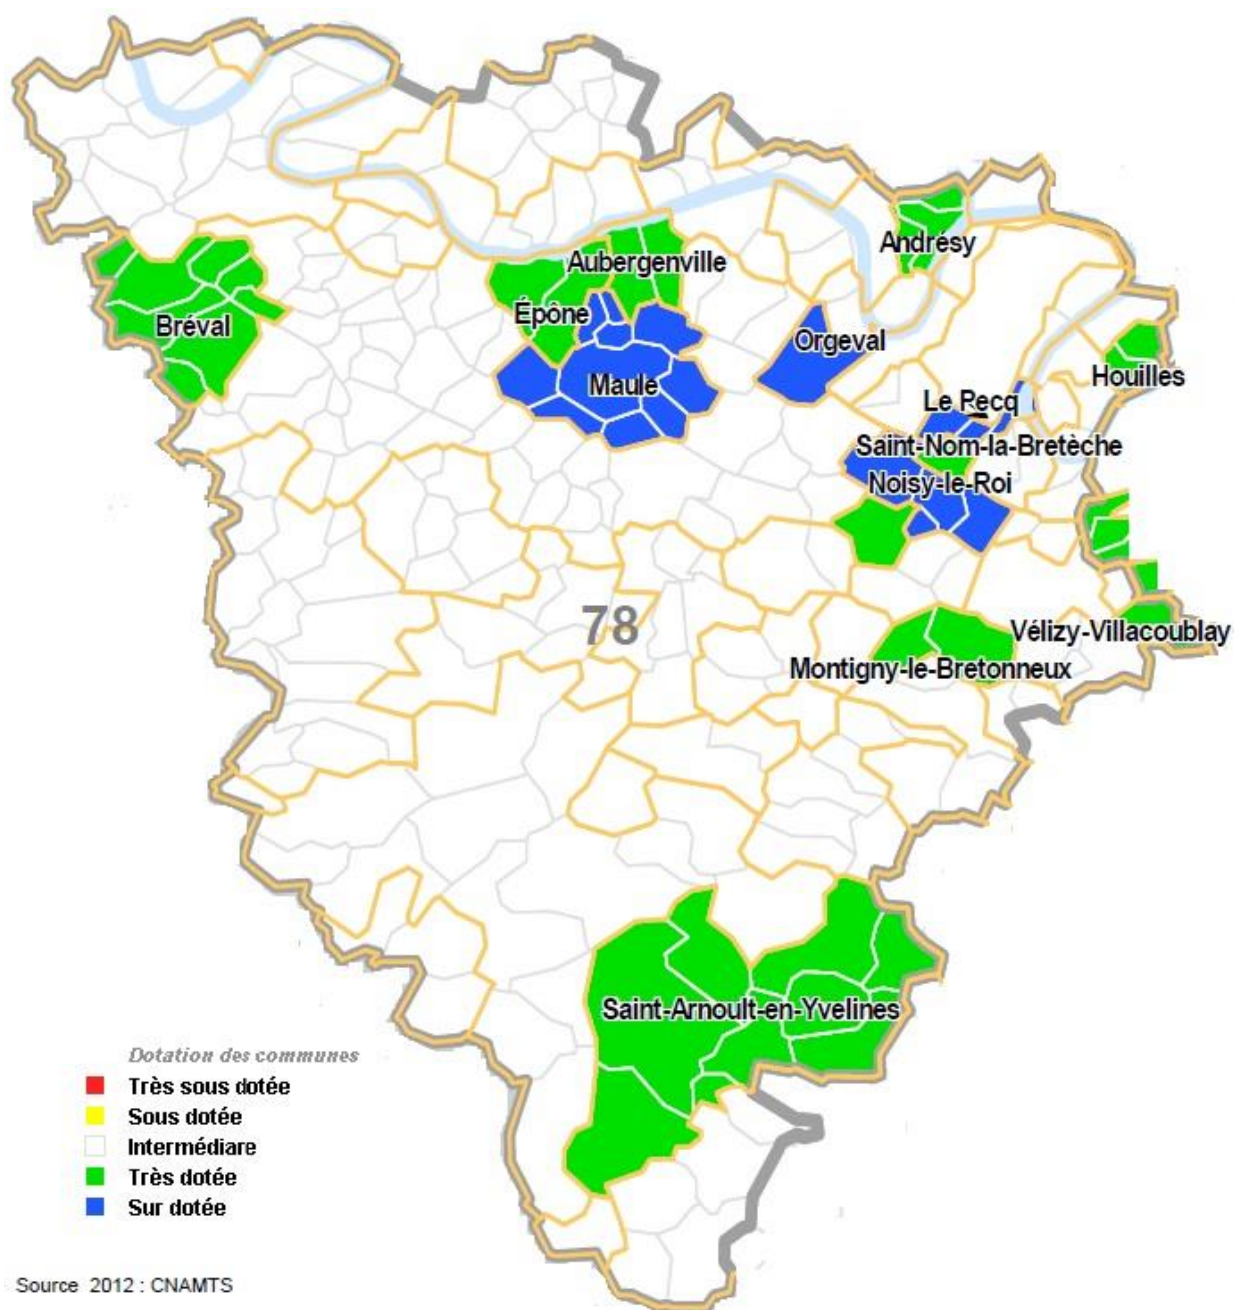 Andrésy
Aubergenville
Épône
Bréval
Orgeval
Houilles
Maule
Le Recq
Saint-Nom-la-Bretèche
Noisy-le-Roi
78
Vélizy-Villacoublay
Montigny-le-Bretonneux
Saint-Arnoult-en-Yvelines
Dotation des communes
Très sous dotée
Sous dotée
Intermédiare
Très dotée
Sur dotée
Source 2012 : CNAMTS